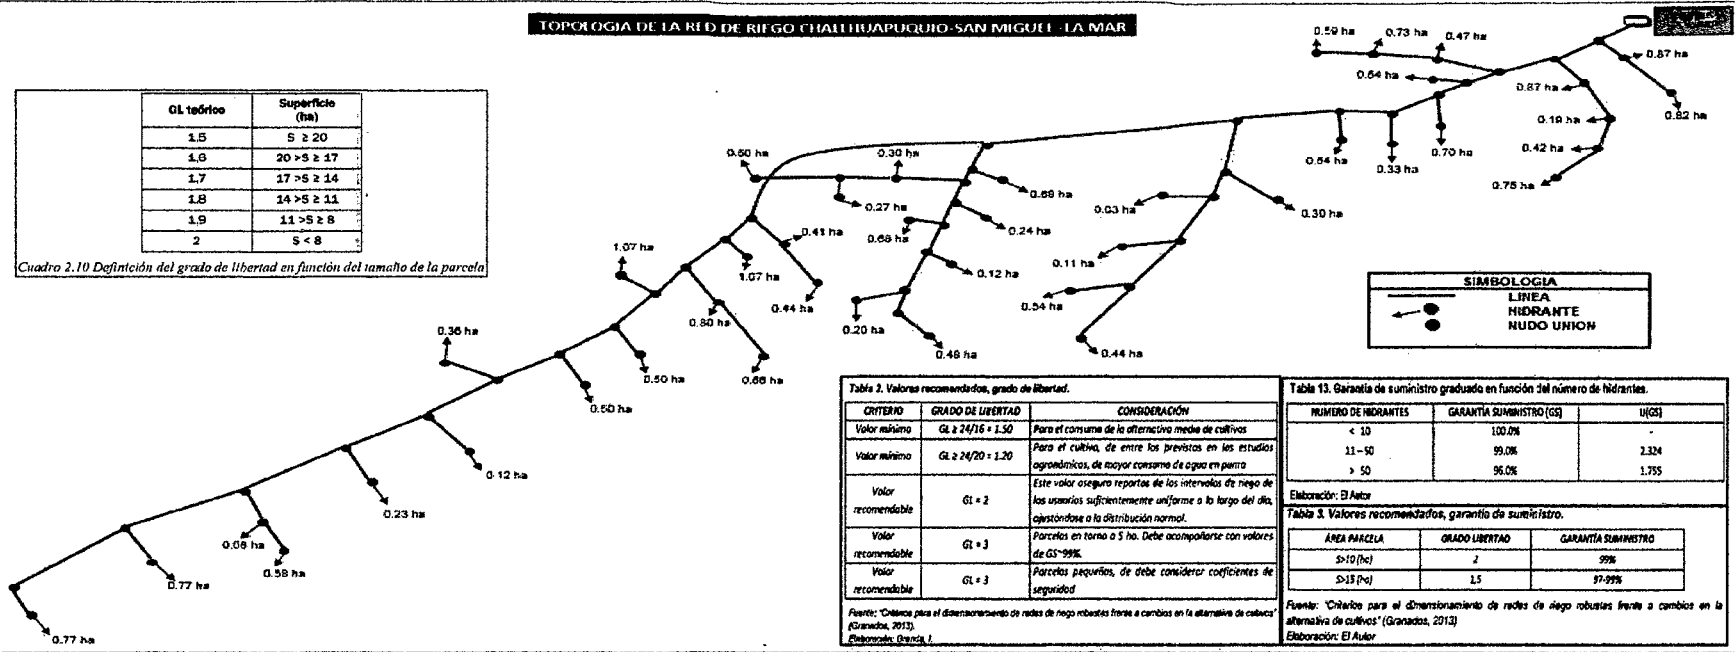 TOPOLOGIA DE LA RED DE RIEGO CHALLHUAPUQUIO-SAN MIGUEL -LA MAR
GL teórico Superficie (ha)
1,5 S ≥ 20
1,6 20 >S ≥ 17
1,7 17 >S ≥ 14
1,8 14 >S ≥ 11
1,9 11 >S ≥ 8
2 S < 8
Cuadro 2.10 Definición del grado de libertad en función del tamaño de la parcela
0.59 ha
0.73 ha
0.47 ha
0.87 ha
0.82 ha
0.64 ha
0.87 ha
0.19 ha
0.42 ha
0.75 ha
0.70 ha
0.33 ha
0.64 ha
0.60 ha
0.30 ha
0.27 ha
0.69 ha
0.24 ha
0.68 ha
0.12 ha
0.20 ha
0.48 ha
0.03 ha
0.30 ha
0.11 ha
0.54 ha
0.44 ha
0.41 ha
0.44 ha
1.07 ha
1.07 ha
0.80 ha
0.66 ha
0.50 ha
0.50 ha
0.36 ha
0.12 ha
0.23 ha
0.08 ha
0.58 ha
0.77 ha
0.77 ha
SIMBOLOGIA
LINEA
HIDRANTE
NUDO UNION
Tabla 2. Valores recomendados, grado de libertad.
CRITERIO GRADO DE LIBERTAD CONSIDERACIÓN
Valor mínimo GL ≥ 24/16 = 1.50 Para el consumo de la alternativa media de cultivos
Valor mínimo GL ≥ 24/20 = 1.20 Para el cultivo, de entre los previstos en los estudios
agronómicos, de mayor consumo de agua en punta
Valor recomendable GL = 2 Este valor asegura repartos de los intervalos de riego de
los usuarios suficientemente uniforme a lo largo del día,
ajustándose a la distribución normal.
Valor recomendable GL = 3 Parcelas en torno a 5 ha. Debe acompañarse con valores
de GS~99%.
Valor recomendable GL = 3 Parcelas pequeñas, de debe considerar coeficientes de
seguridad
Fuente: "Criterios para el dimensionamiento de redes de riego robustas frente a cambios en la alternativa de cultivos"
(Granados, 2013).
Elaboración:
Tabla 13. Garantía de suministro graduado en función del número de hidrantes.
NUMERO DE HIDRANTES GARANTÍA SUMINISTRO (GS) U(GS)
< 10 100.0% -
11 – 50 99.0% 2.324
> 50 96.0% 1.755
Elaboración: El Autor
Tabla 3. Valores recomendados, garantía de suministro.
ÁREA PARCELA GRADO LIBERTAD GARANTÍA SUMINISTRO
S>10 (ha) 2 99%
S>15 (ha) 1,5 97-99%
Fuente: "Criterios para el dimensionamiento de redes de riego robustas frente a cambios en la
alternativa de cultivos" (Granados, 2013)
Elaboración: El Autor